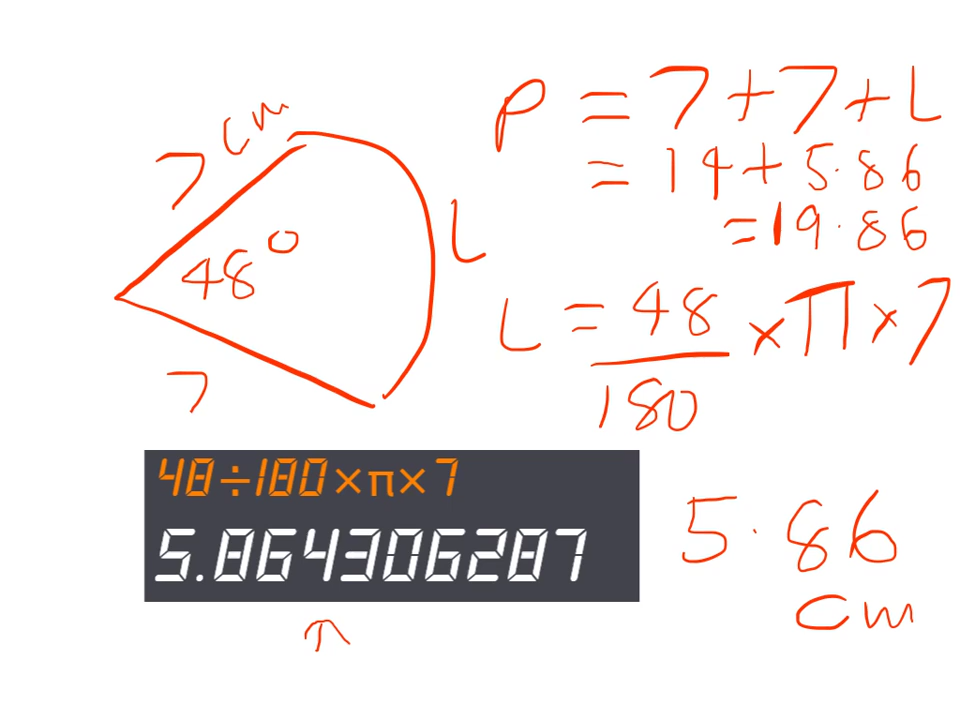 7 cm
48°
7
L
P = 7 + 7 + L
= 14 + 5.86
= 19.86
L = 48/180 × π × 7
48÷180×π×7
5.864306287
5.86
cm
π